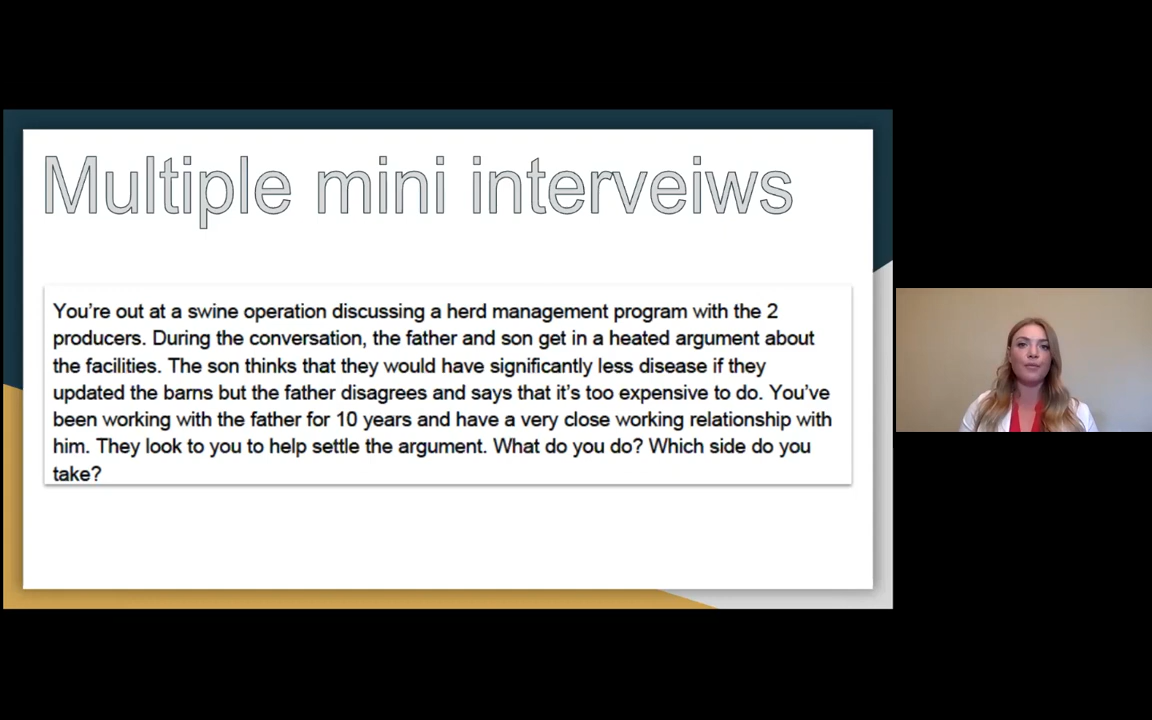 Multiple mini interveiws
You're out at a swine operation discussing a herd management program with the 2
producers. During the conversation, the father and son get in a heated argument about
the facilities. The son thinks that they would have significantly less disease if they
updated the barns but the father disagrees and says that it's too expensive to do. You've
been working with the father for 10 years and have a very close working relationship with
him. They look to you to help settle the argument. What do you do? Which side do you
take?